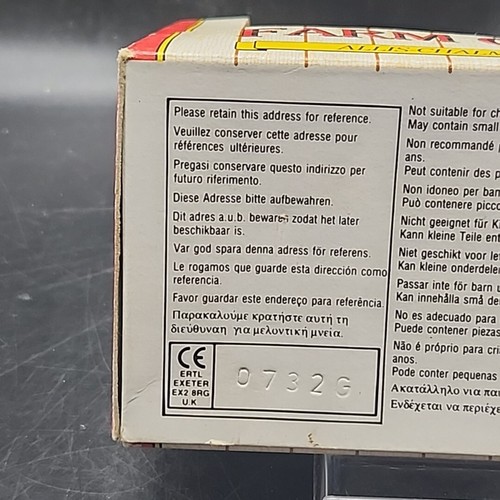 FARM
ALLIS-CHALM
Please retain this address for reference.
Veuillez conserver cette adresse pour
références ultérieures.
Pregasi conservare questo indirizzo per
futuro riferimento.
Diese Adresse bitte aufbewahren.
Dit adres a.u.b. bewaren zodat het later
beschikbaar is.
Var god spara denna adress för referens.
Le rogamos que guarde esta dirección como
referencia.
Favor guardar este endereço para referência.
Παρακαλούμε κρατήστε αυτή τη
διεύθυναη για μελοντική μνεία.
CE
ERTL
EXETER
EX2 8RG
U.K
0732G
Not suitable for ch
May contain small
Non recommandé
ans.
Peut contenir des p
Non idoneo per ban
Può contenere picco
Nicht geeignet für K
Kann kleine Teile ent
Niet geschikt voor le
Kan kleine onderdele
Passar inte för barn u
Kan innehålla små de
No es adecuado para
Puede contener piezas
Não é próprio para cri
anos.
Pode conter pequenas
Ακατάλληλο για παι
Ενδέχεται να περιέχε